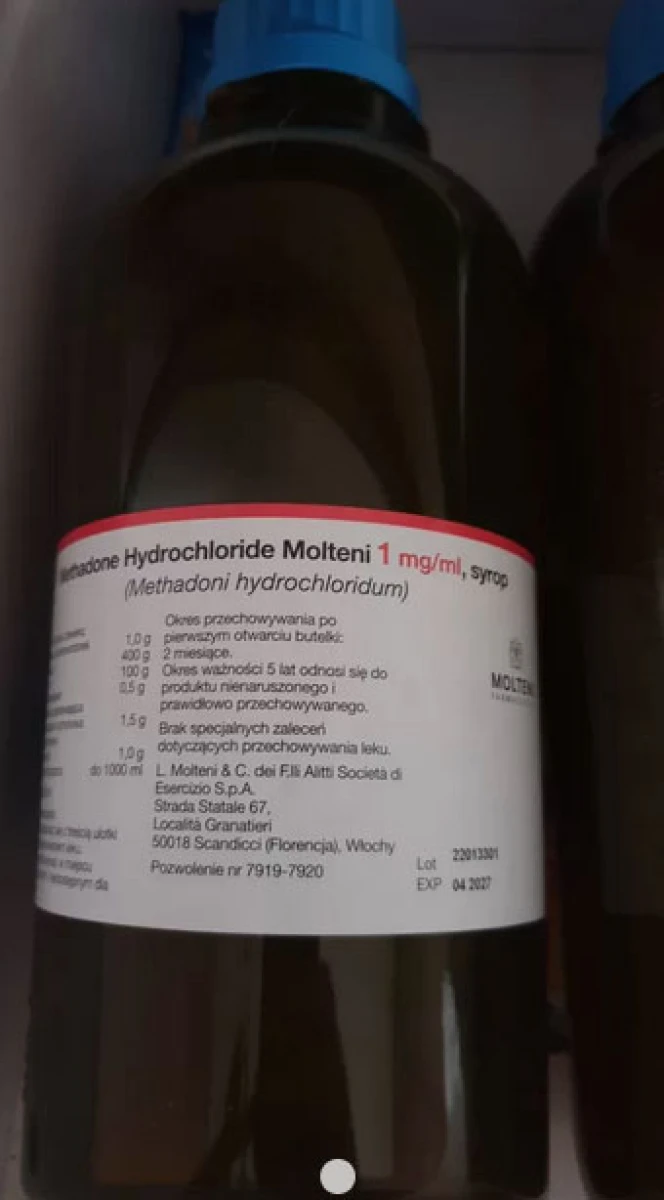 Methadone Hydrochloride Molteni 1 mg/ml, syrop
(Methadoni hydrochloridum)
1,0 g
400 g
100 g
0,5 g
1,5 g
1,0 g
do 1000 ml
Okres przechowywania po
pierwszym otwarciu butelki:
2 miesiące.
Okres ważności 5 lat odnosi się do
produktu nienaruszonego i
prawidłowo przechowywanego.
Brak specjalnych zaleceń
dotyczących przechowywania leku.
L. Molteni & C. dei F.lli Alitti Società di
Esercizio S.p.A.
Strada Statale 67,
Località Granatieri
50018 Scandicci (Florencja), Włochy
Pozwolenie nr 7919-7920
MOLTENI
Lot 22013301
EXP 04 2027